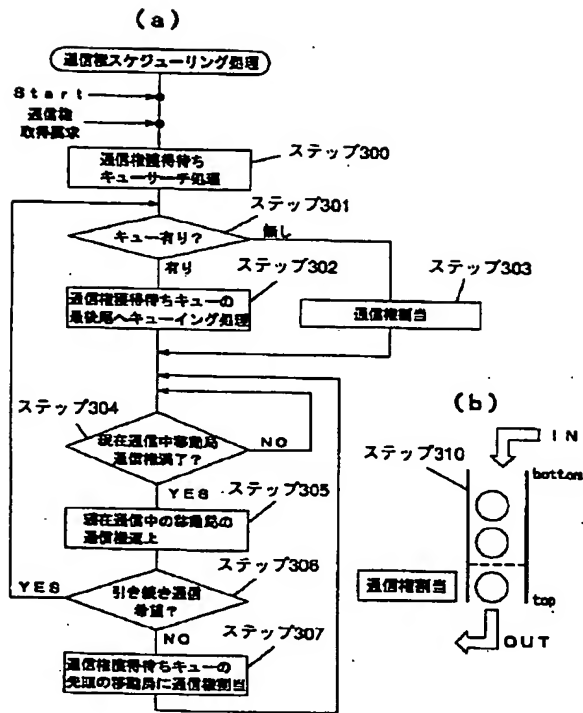 (a)
通信権スケジューリング処理
Start
通信権
取得要求
通信権獲得待ち
キューサーチ処理
ステップ300
キュー有り?
ステップ301
無し
有り
ステップ302
通信権獲得待ちキューの
最後尾へキューイング処理
ステップ303
通信権割当
ステップ304
現在通信中移動局
通信権満了?
NO
YES
ステップ305
現在通信中の移動局の
通信権返上
ステップ306
YES
引き続き通信
希望?
NO
ステップ307
通信権獲得待ちキューの
先頭の移動局に通信権割当
(b)
ステップ310
IN
bottom
通信権割当
top
OUT